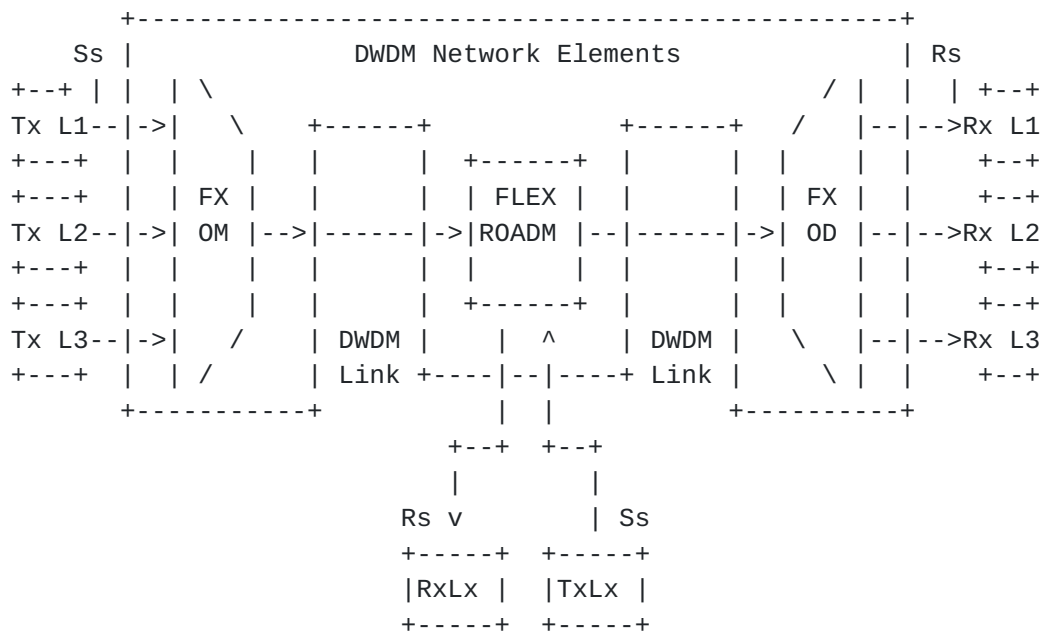 +--------------------------------------------------+
  Ss |              DWDM Network Elements               | Rs
+--+ | |  | \                                       / |  |  | +--+
Tx L1--|->|   \    +------+            +------+   /   |--|-->Rx L1
+---+  |  |    |   |      |  +------+  |      |  |    |  |    +--+
+---+  |  | FX |   |      |  | FLEX |  |      |  | FX |  |    +--+
Tx L2--|->| OM |-->|------|->|ROADM |--|------|->| OD |--|-->Rx L2
+---+  |  |    |   |      |  |      |  |      |  |    |  |    +--+
+---+  |  |    |   |      |  +------+  |      |  |    |  |    +--+
Tx L3--|->|   /    | DWDM |    |  ^    | DWDM |   \   |--|-->Rx L3
+---+  |  | /      | Link +----|--|----+ Link |     \ |  |    +--+
       +-----------+           |  |           +----------+
                            +--+  +--+
                            |        |
                         Rs v        | Ss
                         +-----+  +-----+
                         |RxLx |  |TxLx |
                         +-----+  +-----+